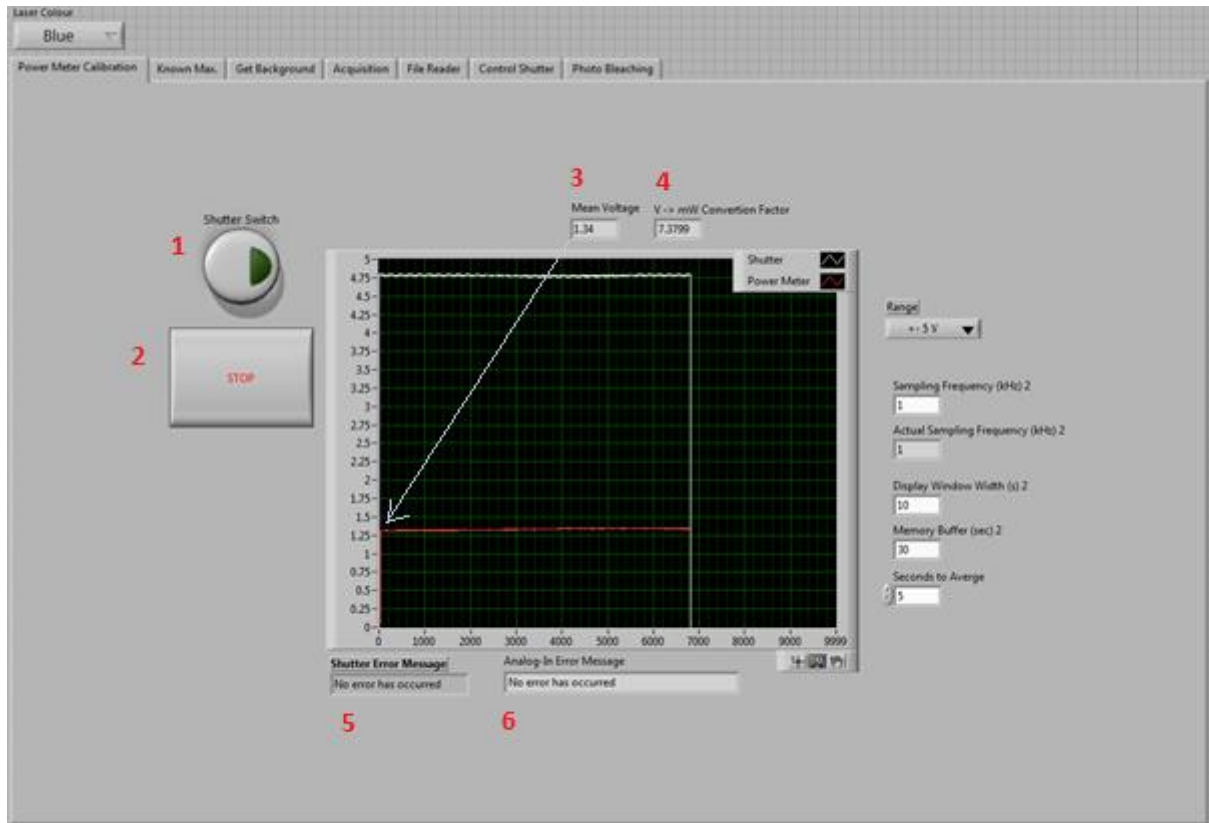 Laser Colour
Blue
Power Meter Calibration Known Max. Get Background Acquisition File Reader Control Shutter Photo Bleaching
3 4
Mean Voltage V -> mW Convertion Factor
1.34 7.3799
Shutter Switch
1
2
STOP
Shutter
Power Meter
5
4.75
4.5
4.25
4
3.75
3.5
3.25
3
2.75
2.5
2.25
2
1.75
1.5
1.25
1
0.75
0.5
0.25
0
0 1000 2000 3000 4000 5000 6000 7000 8000 9000 9999
Range
+- 5 V
Sampling Frequency (kHz) 2
1
Actual Sampling Frequency (kHz) 2
1
Display Window Width (s) 2
10
Memory Buffer (sec) 2
30
Seconds to Averge
5
Shutter Error Message Analog-In Error Message
No error has occurred No error has occurred
5 6